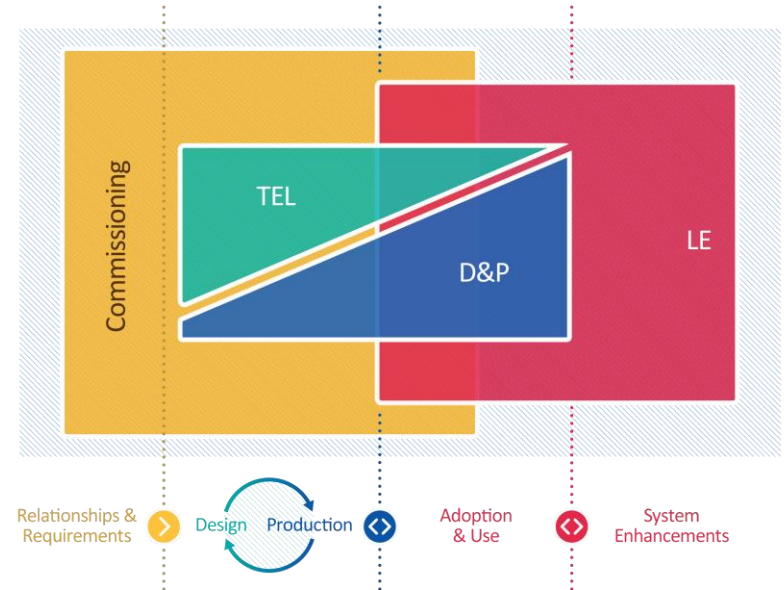 Commissioning
TEL
D&P
LE
Relationships &
Requirements
Design
Production
Adoption
& Use
System
Enhancements